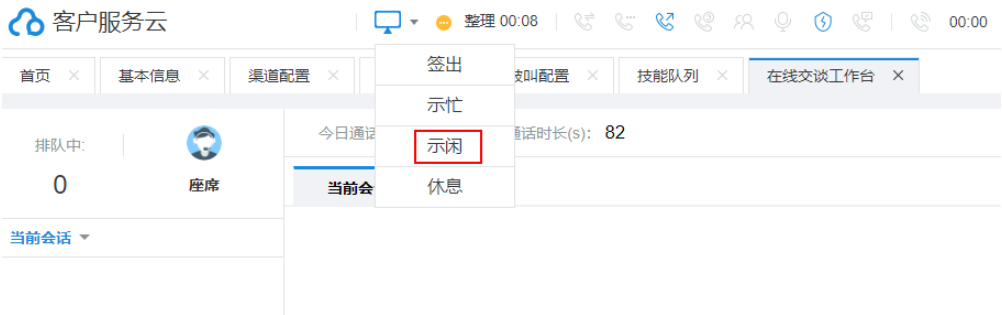 客户服务云 整理 00:08 00:00
首页 基本信息 渠道配置 被叫配置 技能队列 在线交谈工作台
签出
示忙
示闲
休息
排队中:
0
座席
今日通话 通话时长(s): 82
当前会
当前会话